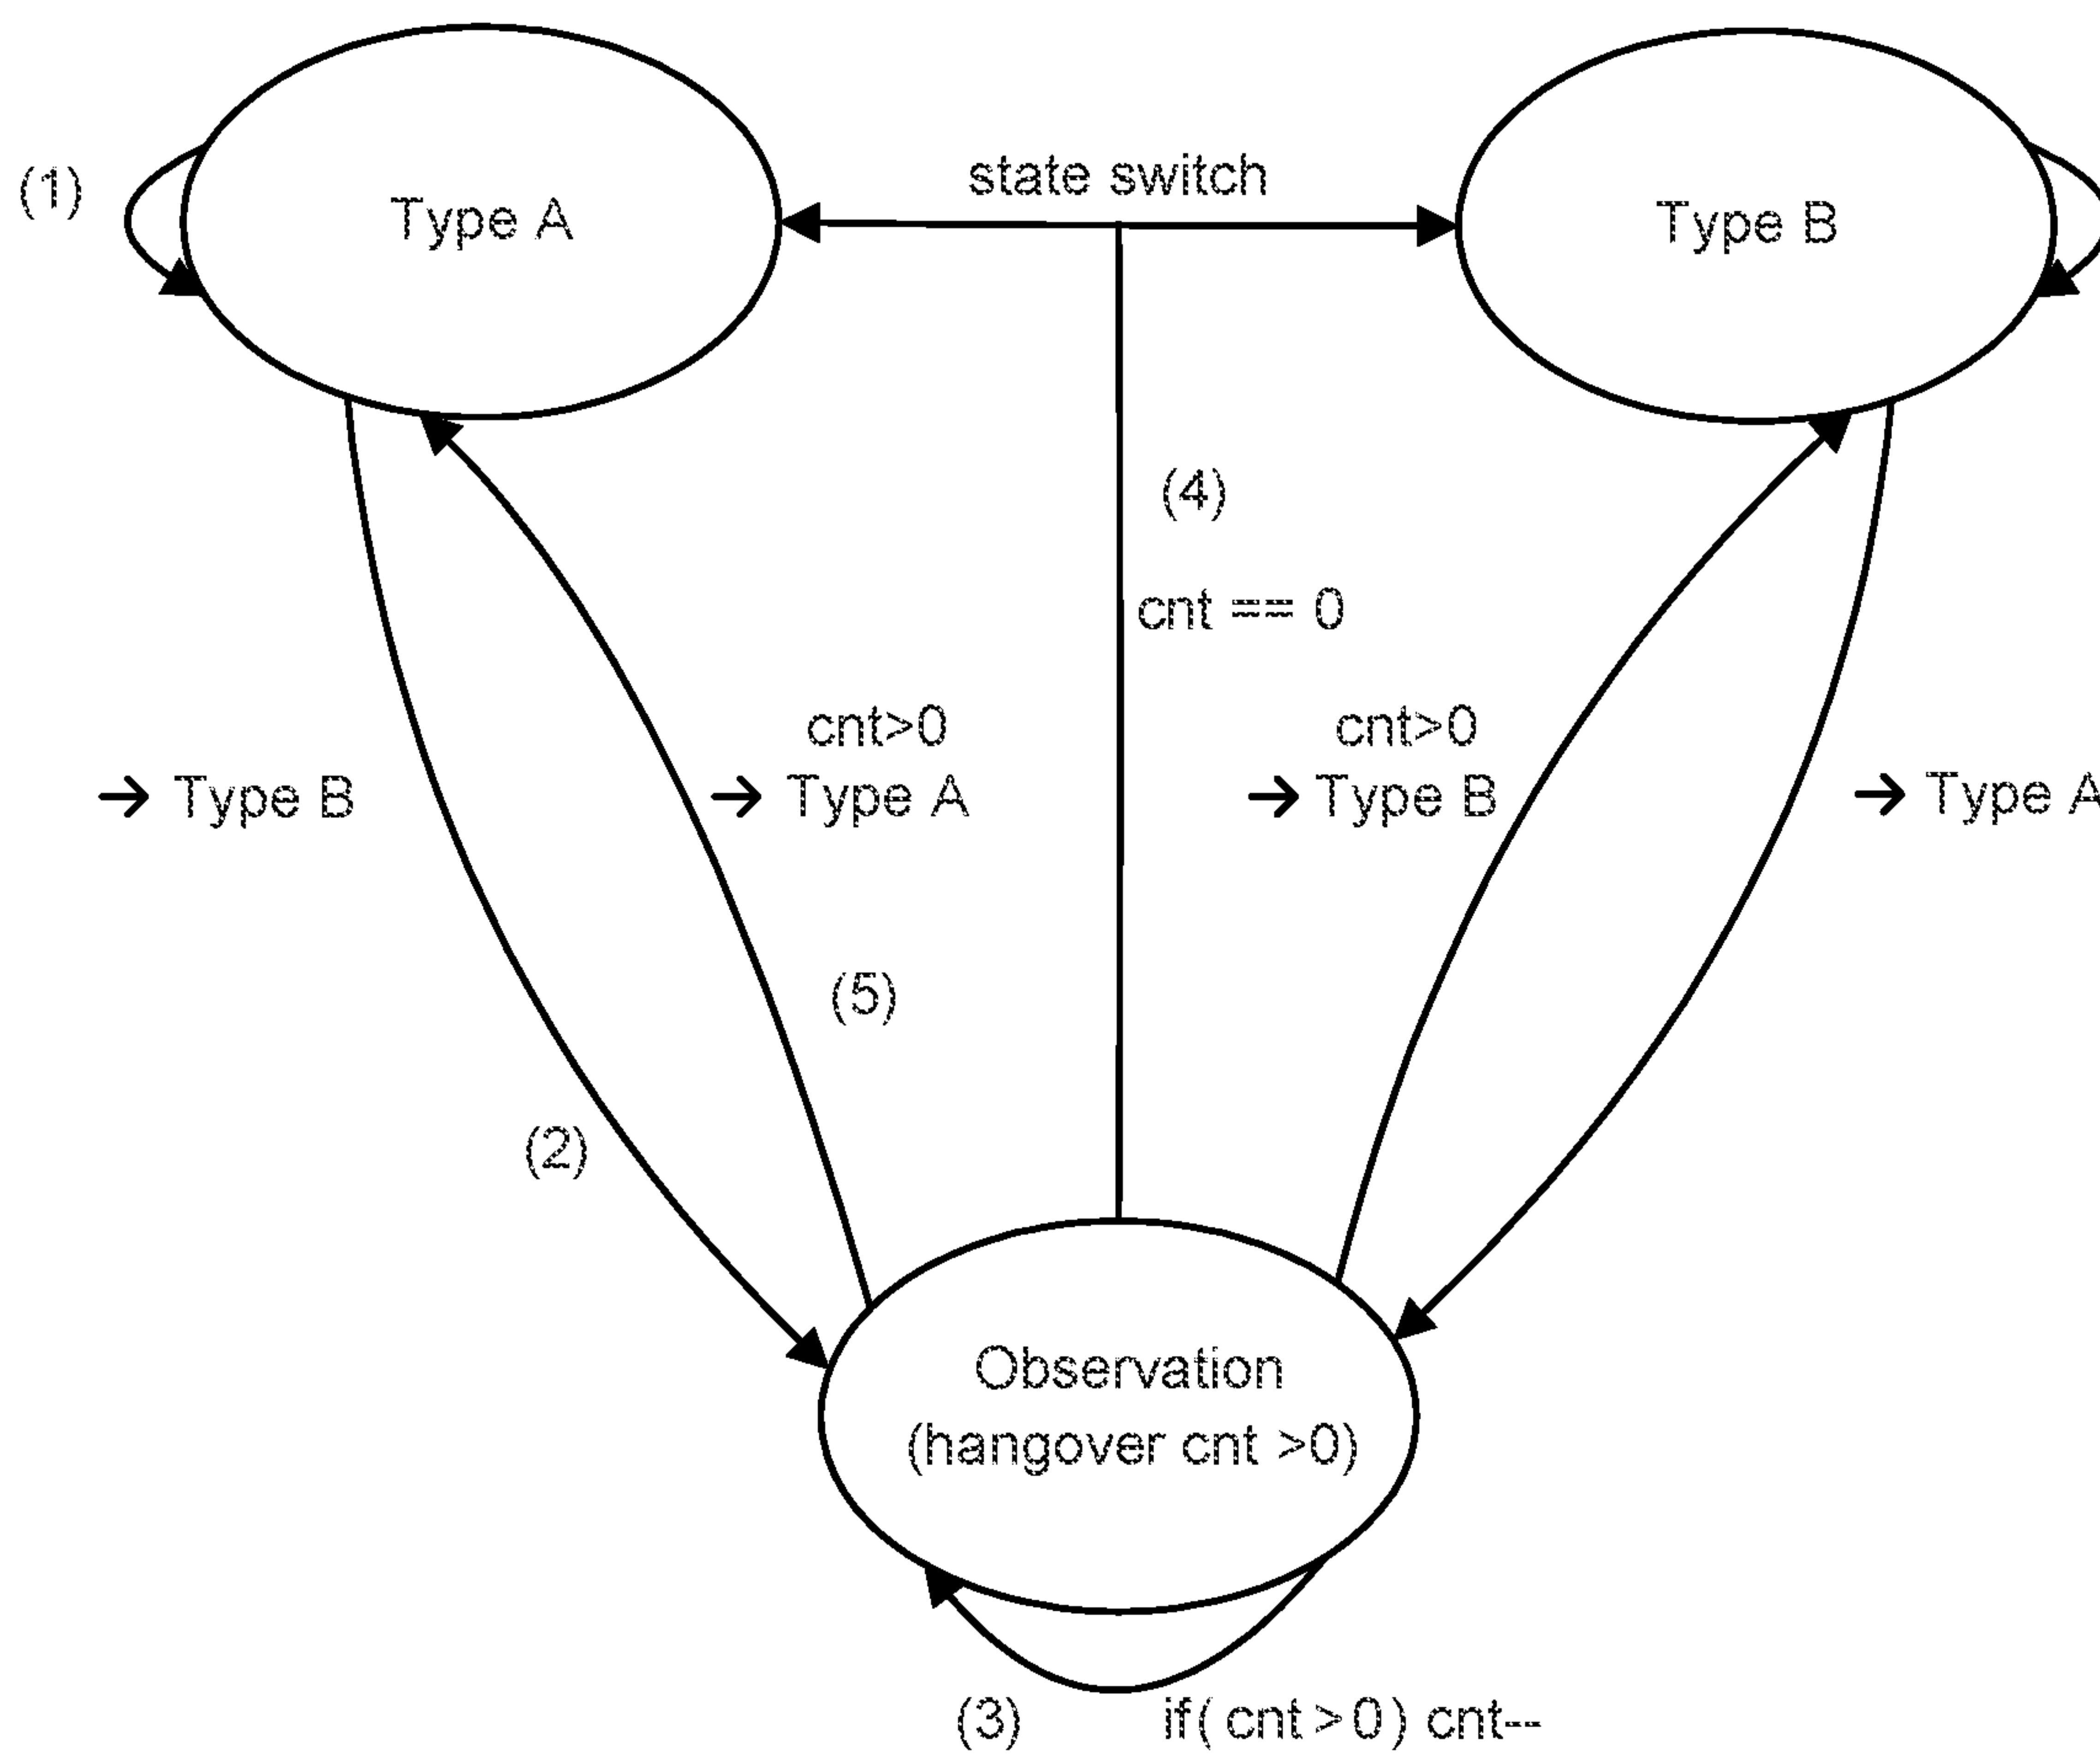 state switch
(1)
Type A
Type B
(4)
cnt == 0
cnt>0
→ Type A
cnt>0
→ Type B
→ Type B
→ Type A
(5)
(2)
Observation
(hangover cnt >0)
(3)
if( cnt > 0 ) cnt--